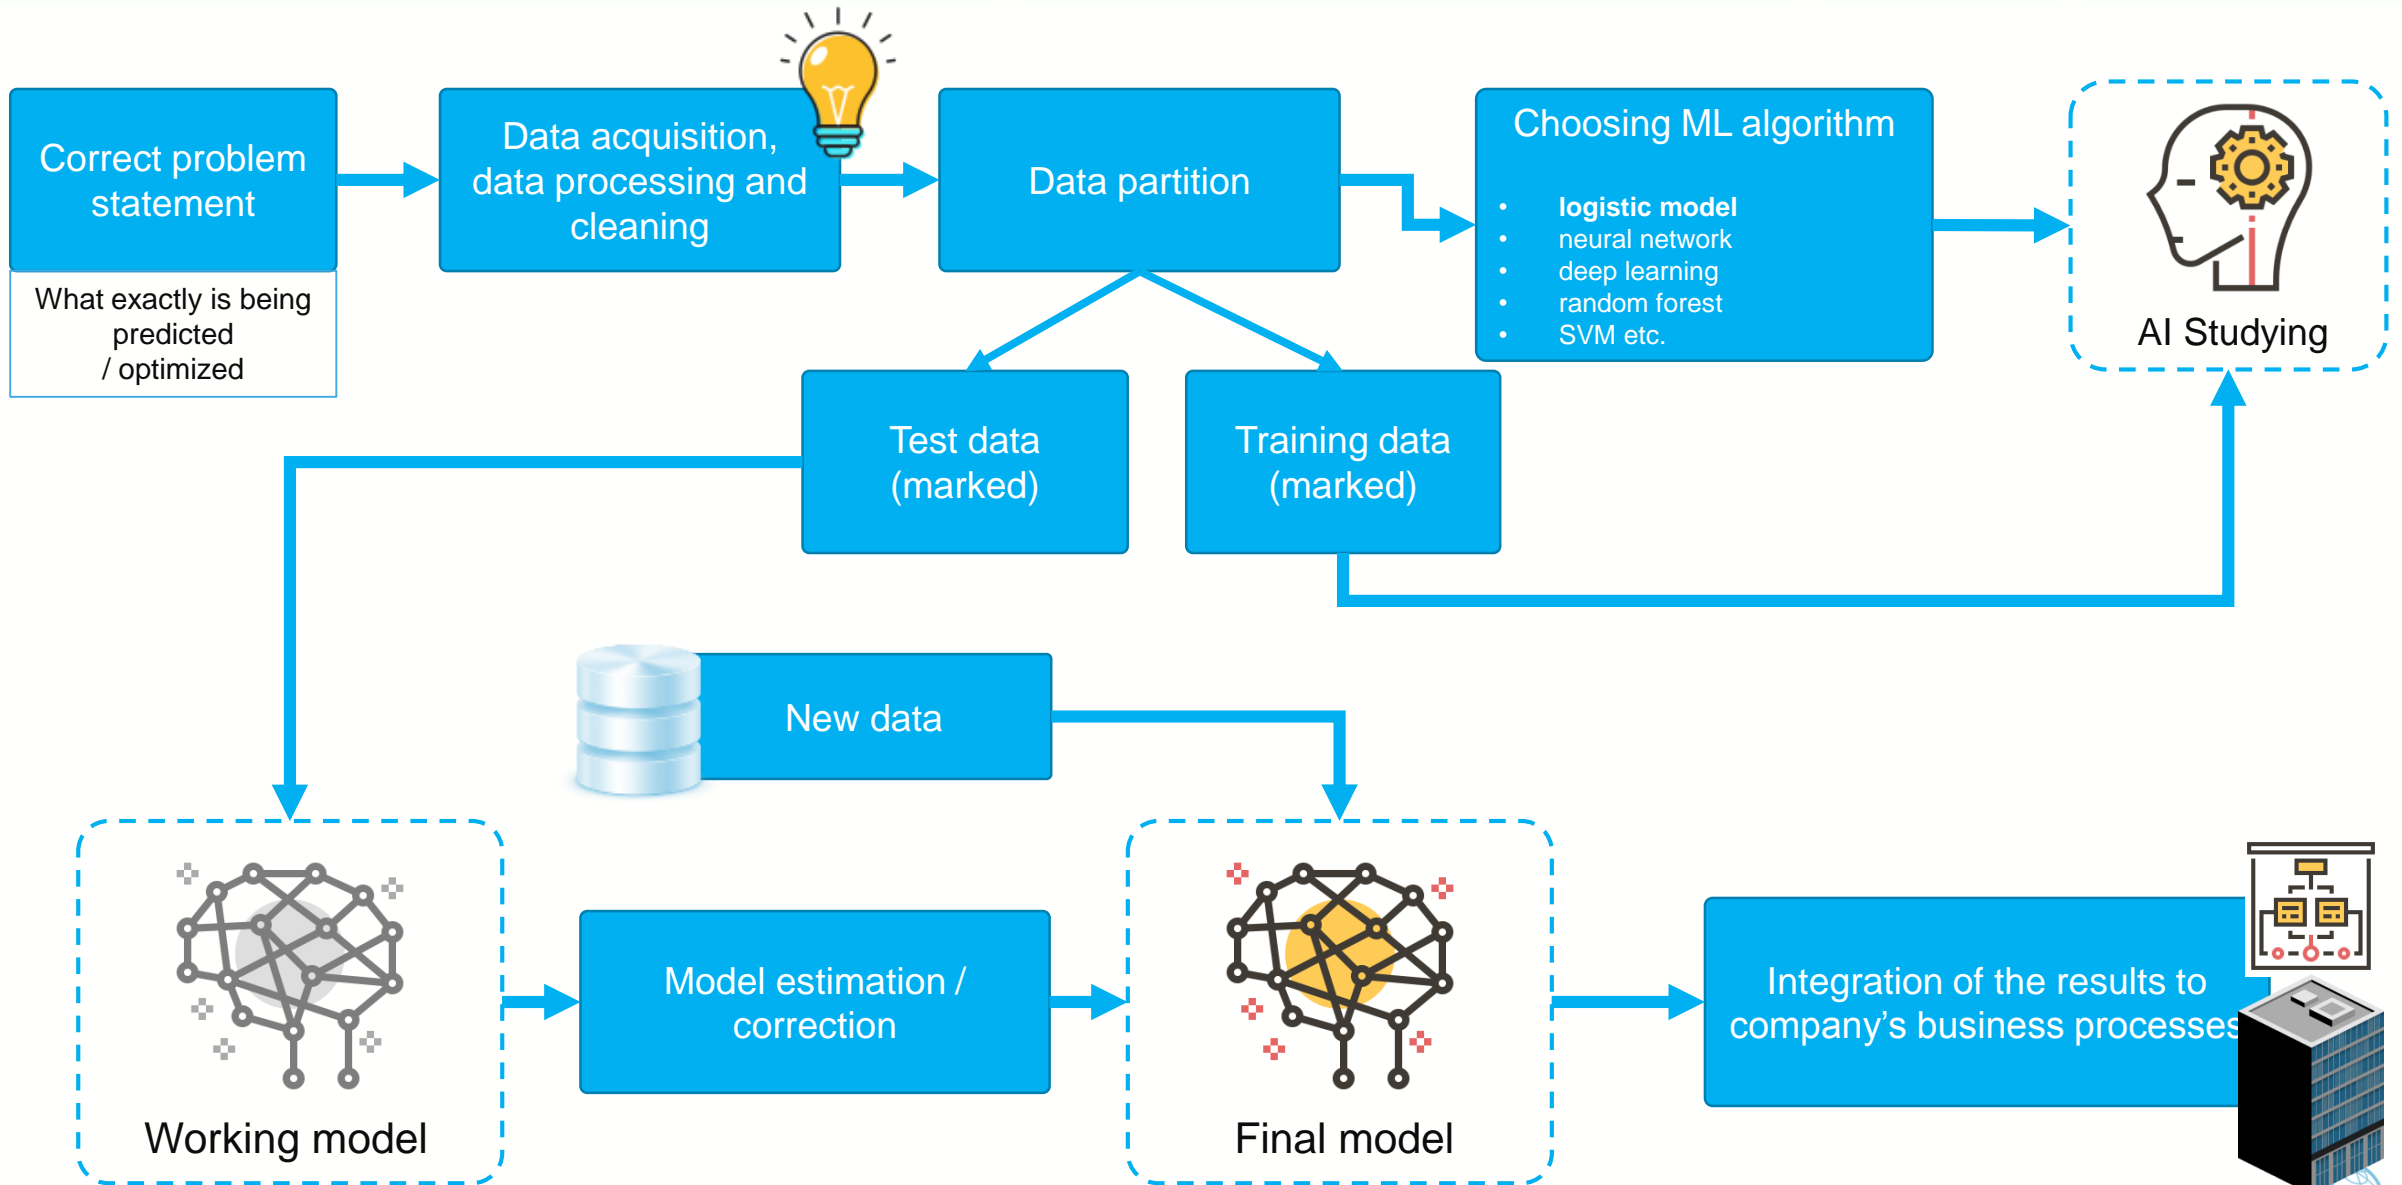 Correct problem
statement
What exactly is being
predicted
/ optimized
Data acquisition,
data processing and
cleaning
Data partition
Choosing ML algorithm
• logistic model
• neural network
• deep learning
• random forest
• SVM etc.
AI Studying
Test data
(marked)
Training data
(marked)
New data
Working model
Model estimation /
correction
Final model
Integration of the results to
company’s business processes